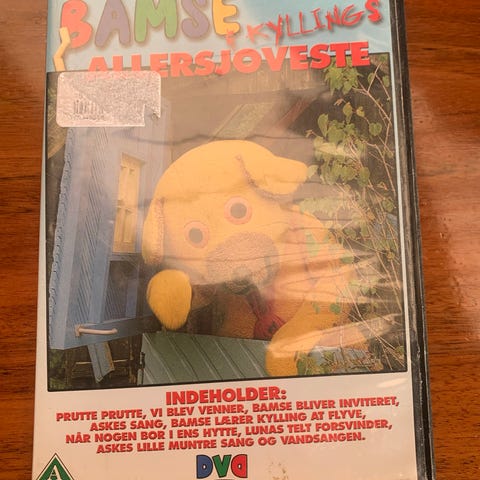 BAMSE
& KYLLINGS
ALLERSJOVESTE
INDEHOLDER:
PRUTTE PRUTTE, VI BLEV VENNER, BAMSE BLIVER INVITERET,
ASKES SANG, BAMSE LÆRER KYLLING AT FLYVE,
NÅR NOGEN BOR I ENS HYTTE, LUNAS TELT FORSVINDER,
ASKES LILLE MUNTRE SANG OG VANDSANGEN.
A
DVD